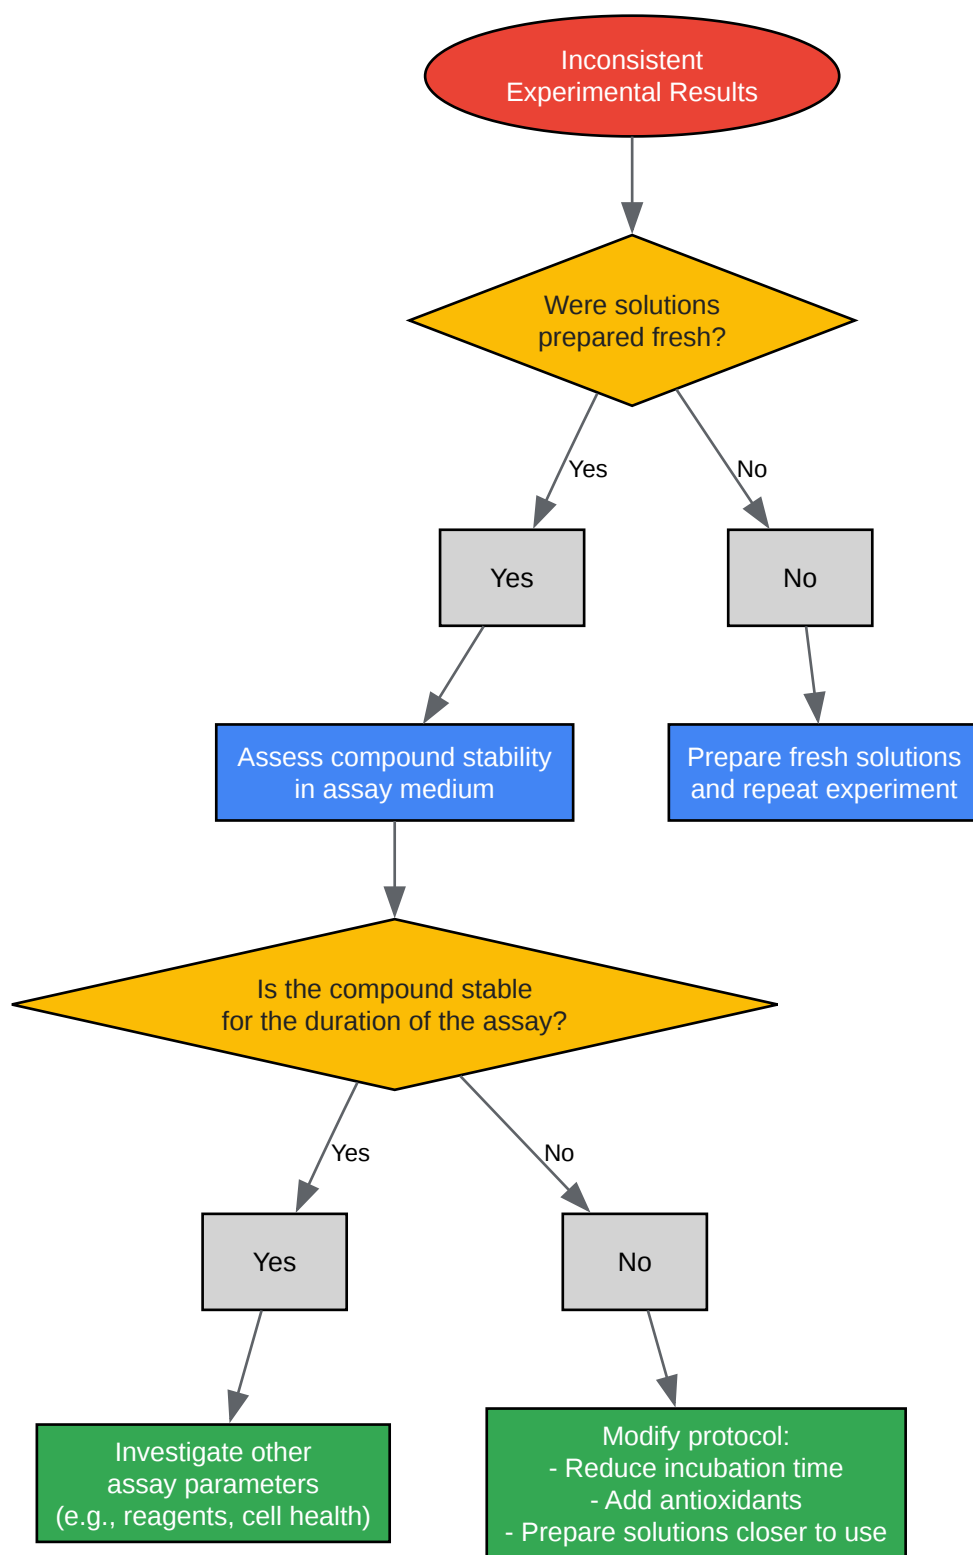 Inconsistent
Experimental Results
Were solutions
prepared fresh?
Yes
No
Yes
No
Assess compound stability
in assay medium
Prepare fresh solutions
and repeat experiment
Is the compound stable
for the duration of the assay?
Yes
No
Yes
No
Investigate other
assay parameters
(e.g., reagents, cell health)
Modify protocol:
- Reduce incubation time
- Add antioxidants
- Prepare solutions closer to use